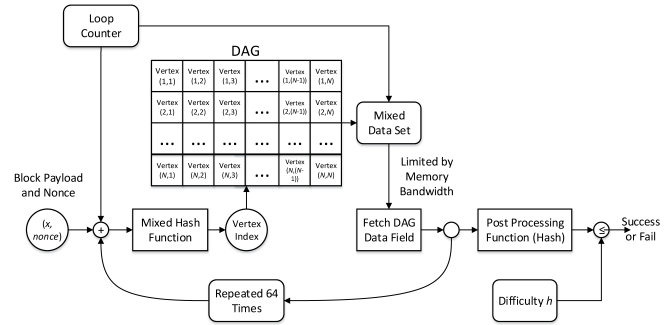 Loop
Counter
DAG
Vertex (1,1) Vertex (1,2) Vertex (1,3) ... Vertex (1,(N-1)) Vertex (1,N)
Vertex (2,1) Vertex (2,2) Vertex (2,3) ... Vertex (2,(N-1)) Vertex (2,N)
... ... ... ... ... ...
Vertex (N,1) Vertex (N,2) Vertex (N,3) ... Vertex (N,(N-1)) Vertex (N,N)
Mixed
Data Set
Limited by
Memory
Bandwidth
Block Payload
and Nonce
(x,
nonce)
+
Mixed Hash
Function
Vertex
Index
Fetch DAG
Data Field
Post Processing
Function (Hash)
≤
Success
or Fail
Repeated 64
Times
Difficulty h